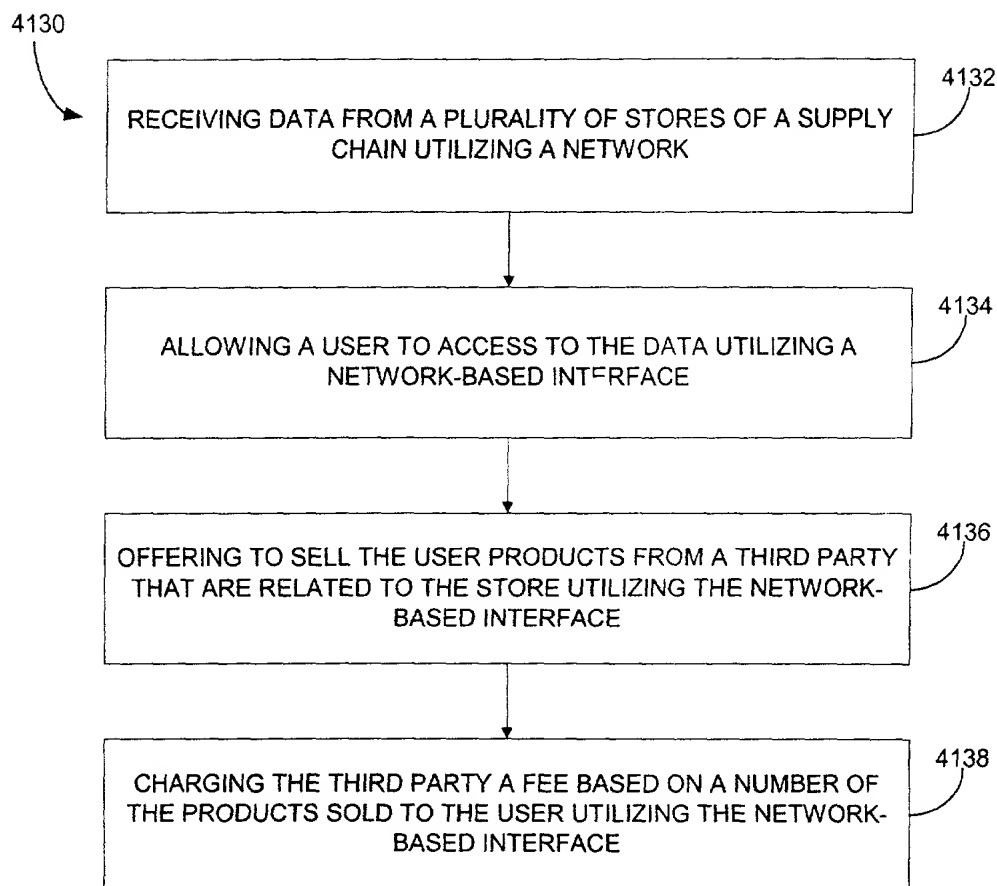 4130
4132
RECEIVING DATA FROM A PLURALITY OF STORES OF A SUPPLY
CHAIN UTILIZING A NETWORK
4134
ALLOWING A USER TO ACCESS TO THE DATA UTILIZING A
NETWORK-BASED INTERFACE
4136
OFFERING TO SELL THE USER PRODUCTS FROM A THIRD PARTY
THAT ARE RELATED TO THE STORE UTILIZING THE NETWORK-
BASED INTERFACE
4138
CHARGING THE THIRD PARTY A FEE BASED ON A NUMBER OF
THE PRODUCTS SOLD TO THE USER UTILIZING THE NETWORK-
BASED INTERFACE